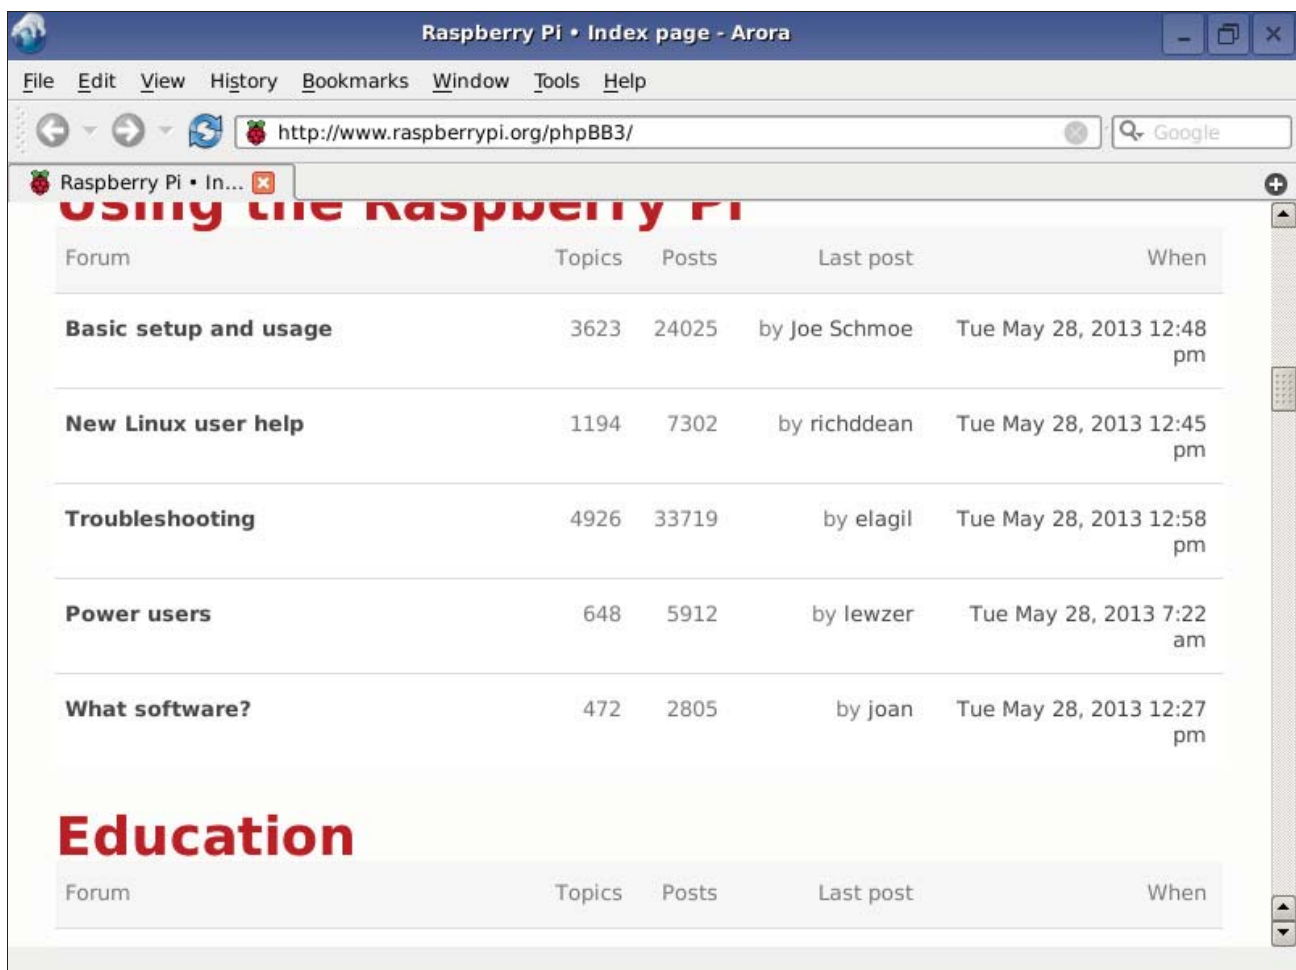 Raspberry Pi • Index page - Arora
File Edit View History Bookmarks Window Tools Help
http://www.raspberrypi.org/phpBB3/ Google
Raspberry Pi • In...
Using the Raspberry Pi
Forum Topics Posts Last post When
Basic setup and usage 3623 24025 by Joe Schmoe Tue May 28, 2013 12:48
pm
New Linux user help 1194 7302 by richddean Tue May 28, 2013 12:45
pm
Troubleshooting 4926 33719 by elagil Tue May 28, 2013 12:58
pm
Power users 648 5912 by lewzer Tue May 28, 2013 7:22
am
What software? 472 2805 by joan Tue May 28, 2013 12:27
pm
Education
Forum Topics Posts Last post When